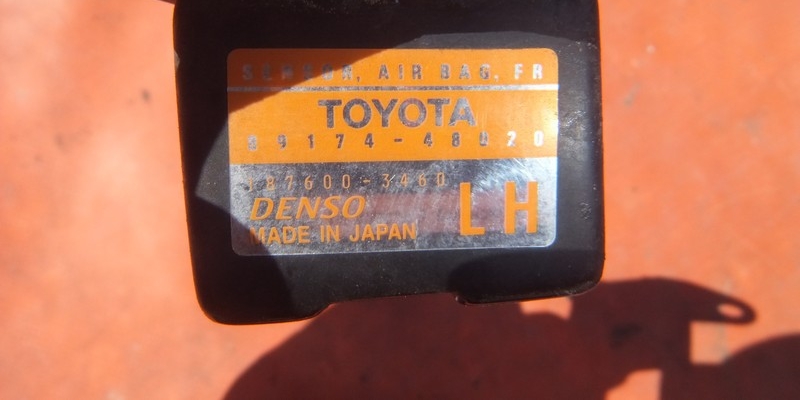 SENSOR, AIR BAG, FR
TOYOTA
89174-48020
187600-3460
DENSO
LH
MADE IN JAPAN